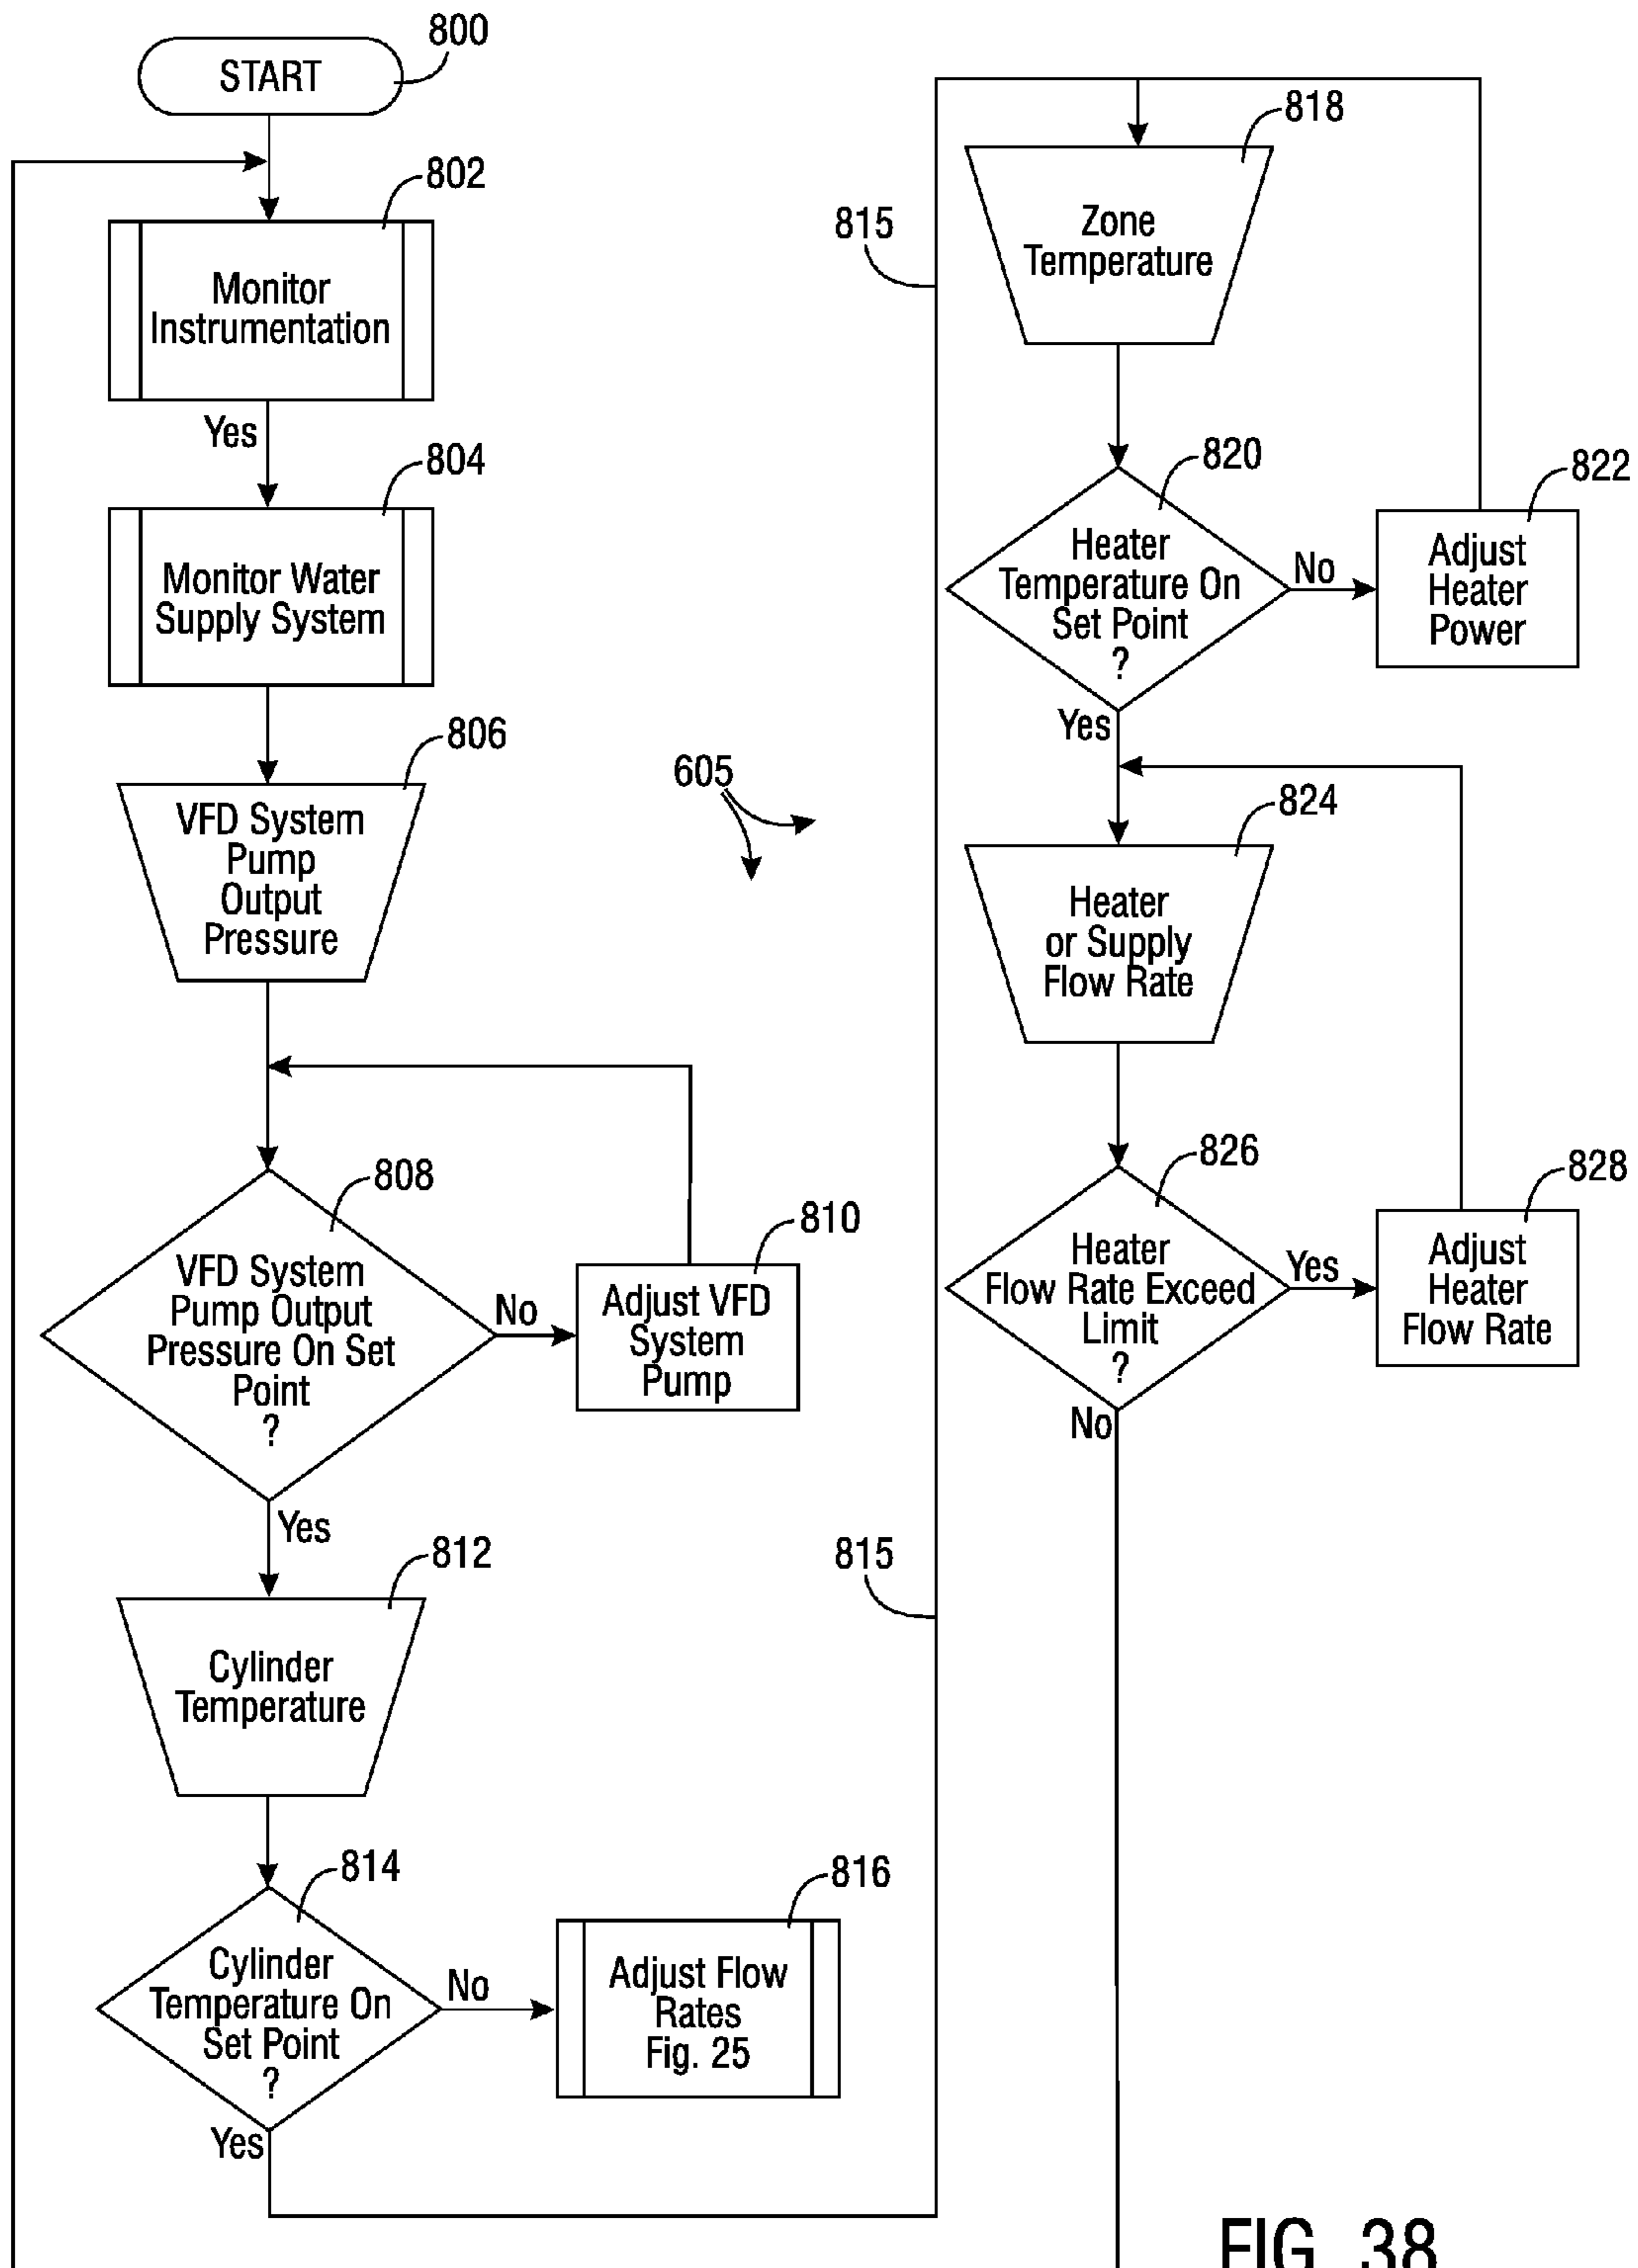 800
START
802
Monitor
Instrumentation
Yes
804
Monitor Water
Supply System
806
VFD System
Pump
Output
Pressure
605
808
VFD System
Pump Output
Pressure On Set
Point
?
No
810
Adjust VFD
System
Pump
Yes
812
Cylinder
Temperature
814
Cylinder
Temperature On
Set Point
?
No
816
Adjust Flow
Rates
Fig. 25
Yes
815
815
818
Zone
Temperature
820
Heater
Temperature On
Set Point
?
No
822
Adjust
Heater
Power
Yes
824
Heater
or Supply
Flow Rate
826
Heater
Flow Rate Exceed
Limit
?
Yes
828
Adjust
Heater
Flow Rate
No
FIG. 38